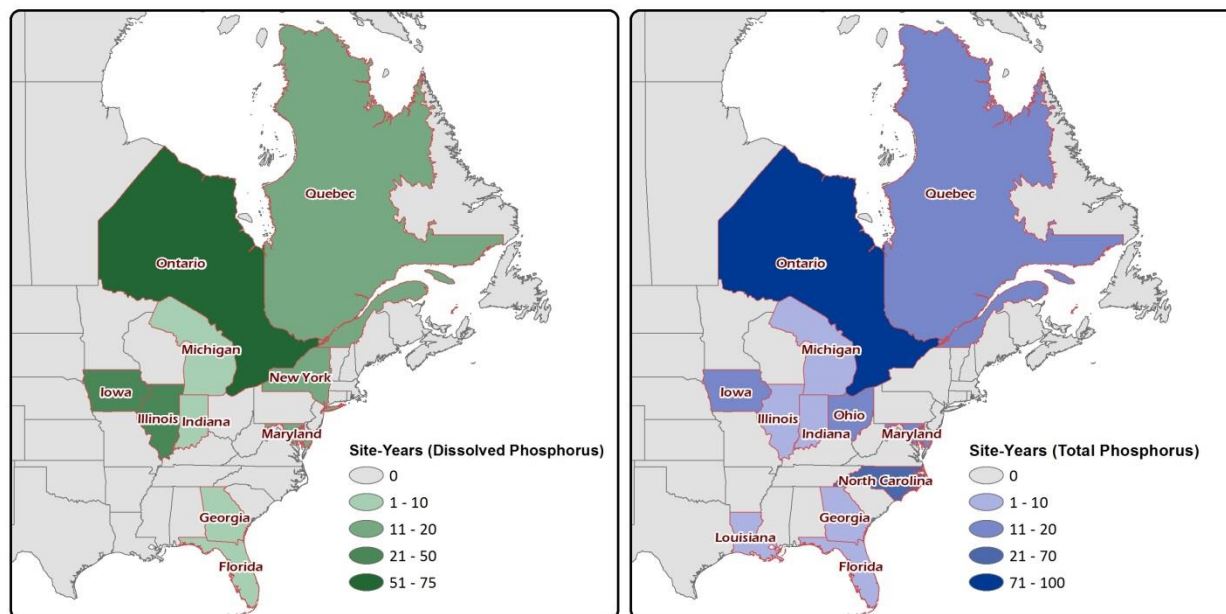 Quebec
Ontario
Michigan
New York
Iowa
Illinois
Indiana
Maryland
Georgia
Florida
Site-Years (Dissolved Phosphorus)
0
1 - 10
11 - 20
21 - 50
51 - 75
Quebec
Ontario
Michigan
Iowa
Illinois
Indiana
Ohio
Maryland
North Carolina
Georgia
Louisiana
Florida
Site-Years (Total Phosphorus)
0
1 - 10
11 - 20
21 - 70
71 - 100